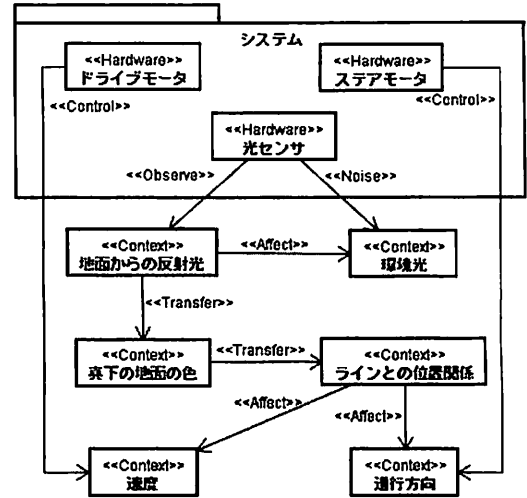 システム
<<Hardware>>
ドライブモータ
<<Hardware>>
ステアモータ
<<Control>>
<<Control>>
<<Hardware>>
光センサ
<<Observe>>
<<Noise>>
<<Context>>
地面からの反射光
<<Affect>>
<<Context>>
環境光
<<Transfer>>
<<Context>>
真下の地面の色
<<Transfer>>
<<Context>>
ラインとの位置関係
<<Affect>>
<<Affect>>
<<Context>>
速度
<<Context>>
進行方向